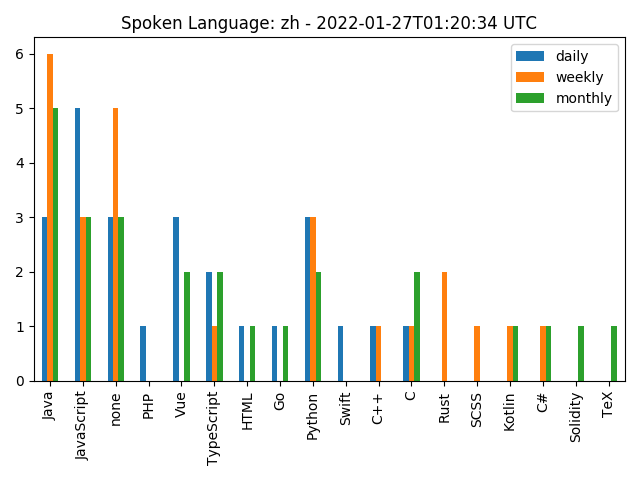 Spoken Language: zh - 2022-01-27T01:20:34 UTC
daily
weekly
monthly
6
5
4
3
2
1
0
Java
JavaScript
none
PHP
Vue
TypeScript
HTML
Go
Python
Swift
C++
C
Rust
SCSS
Kotlin
C#
Solidity
TeX